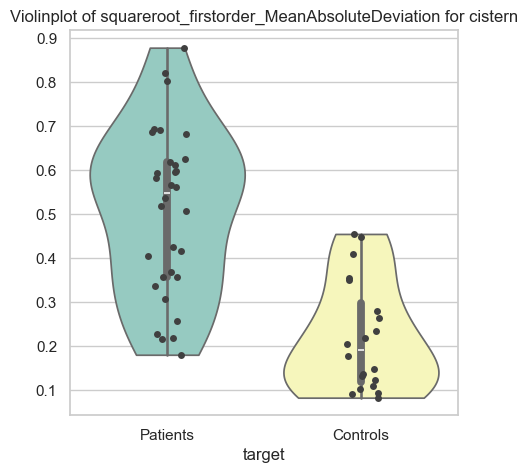 Violinplot of squareroot_firstorder_MeanAbsoluteDeviation for cistern
0.9
0.8
0.7
0.6
0.5
0.4
0.3
0.2
0.1
Patients
Controls
target